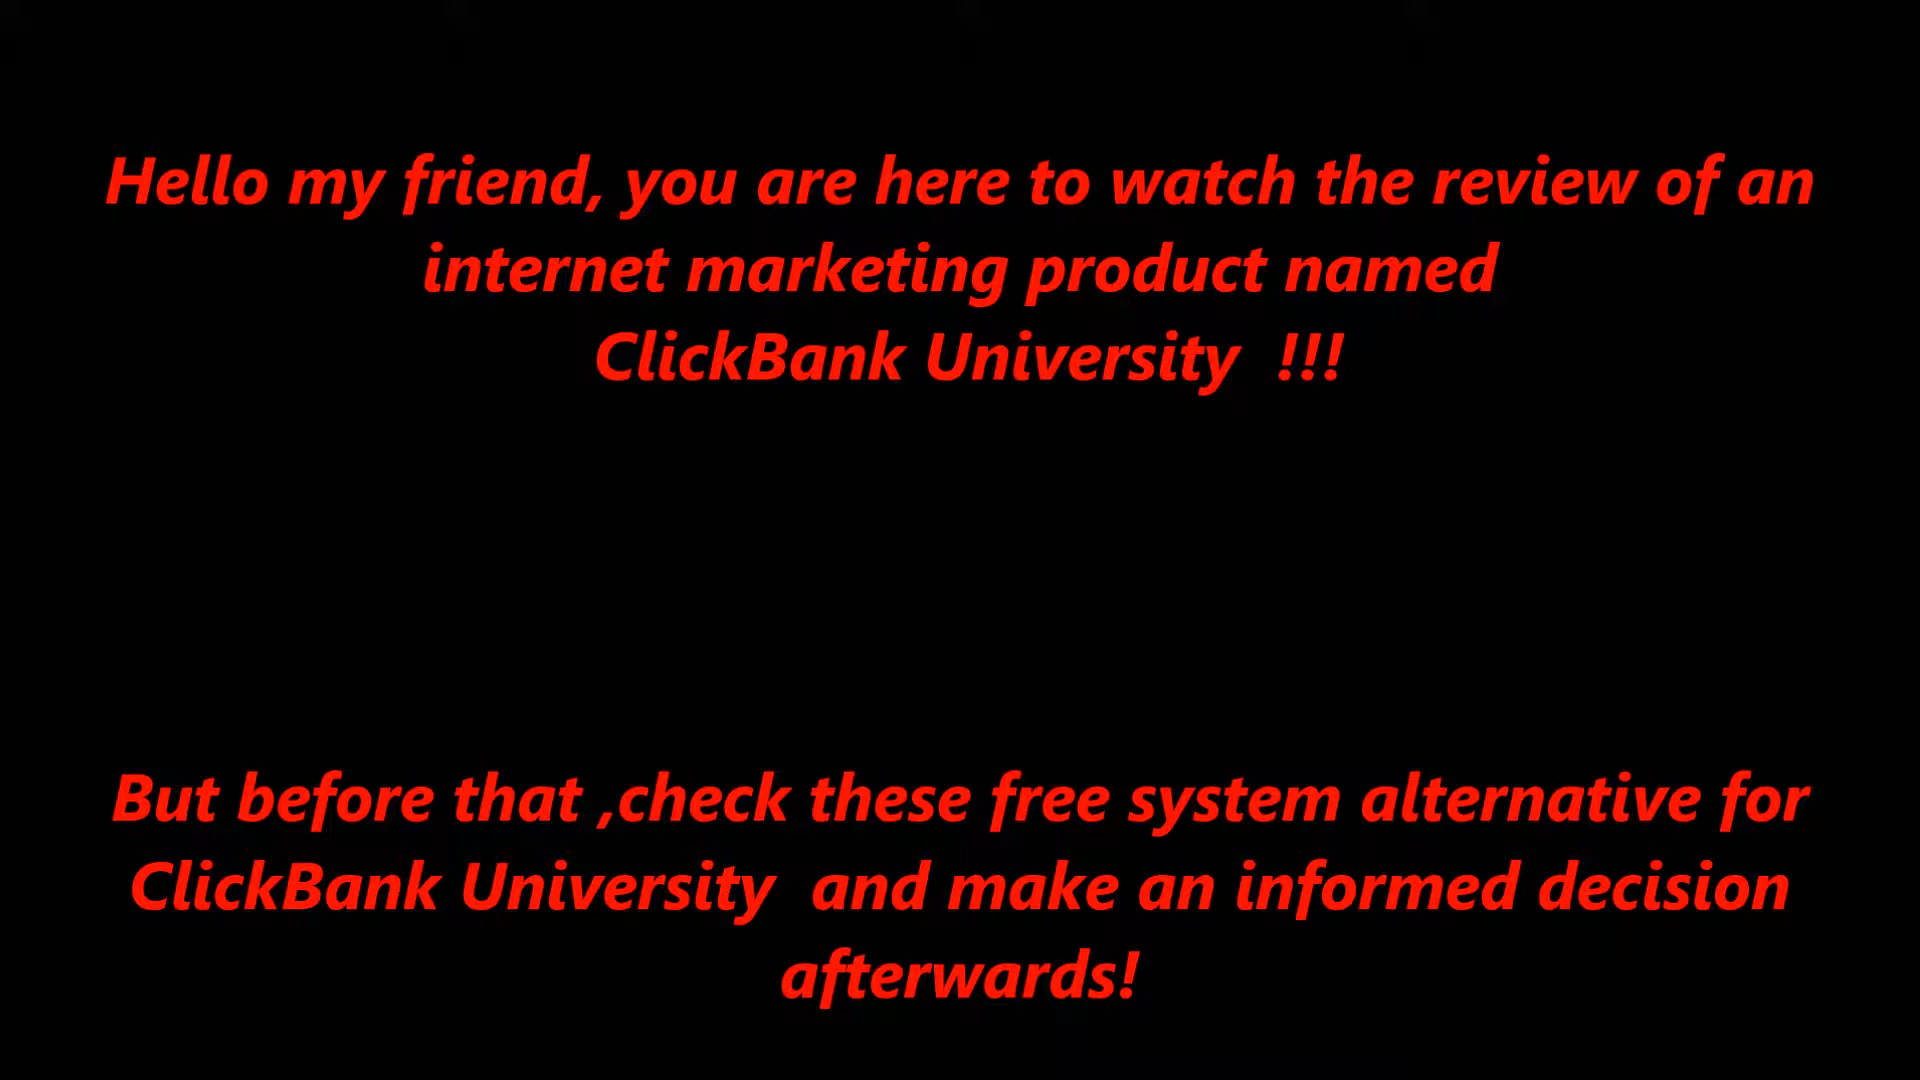 Hello my friend, you are here to watch the review of an
internet marketing product named
ClickBank University  !!!
But before that ,check these free system alternative for
ClickBank University  and make an informed decision
afterwards!